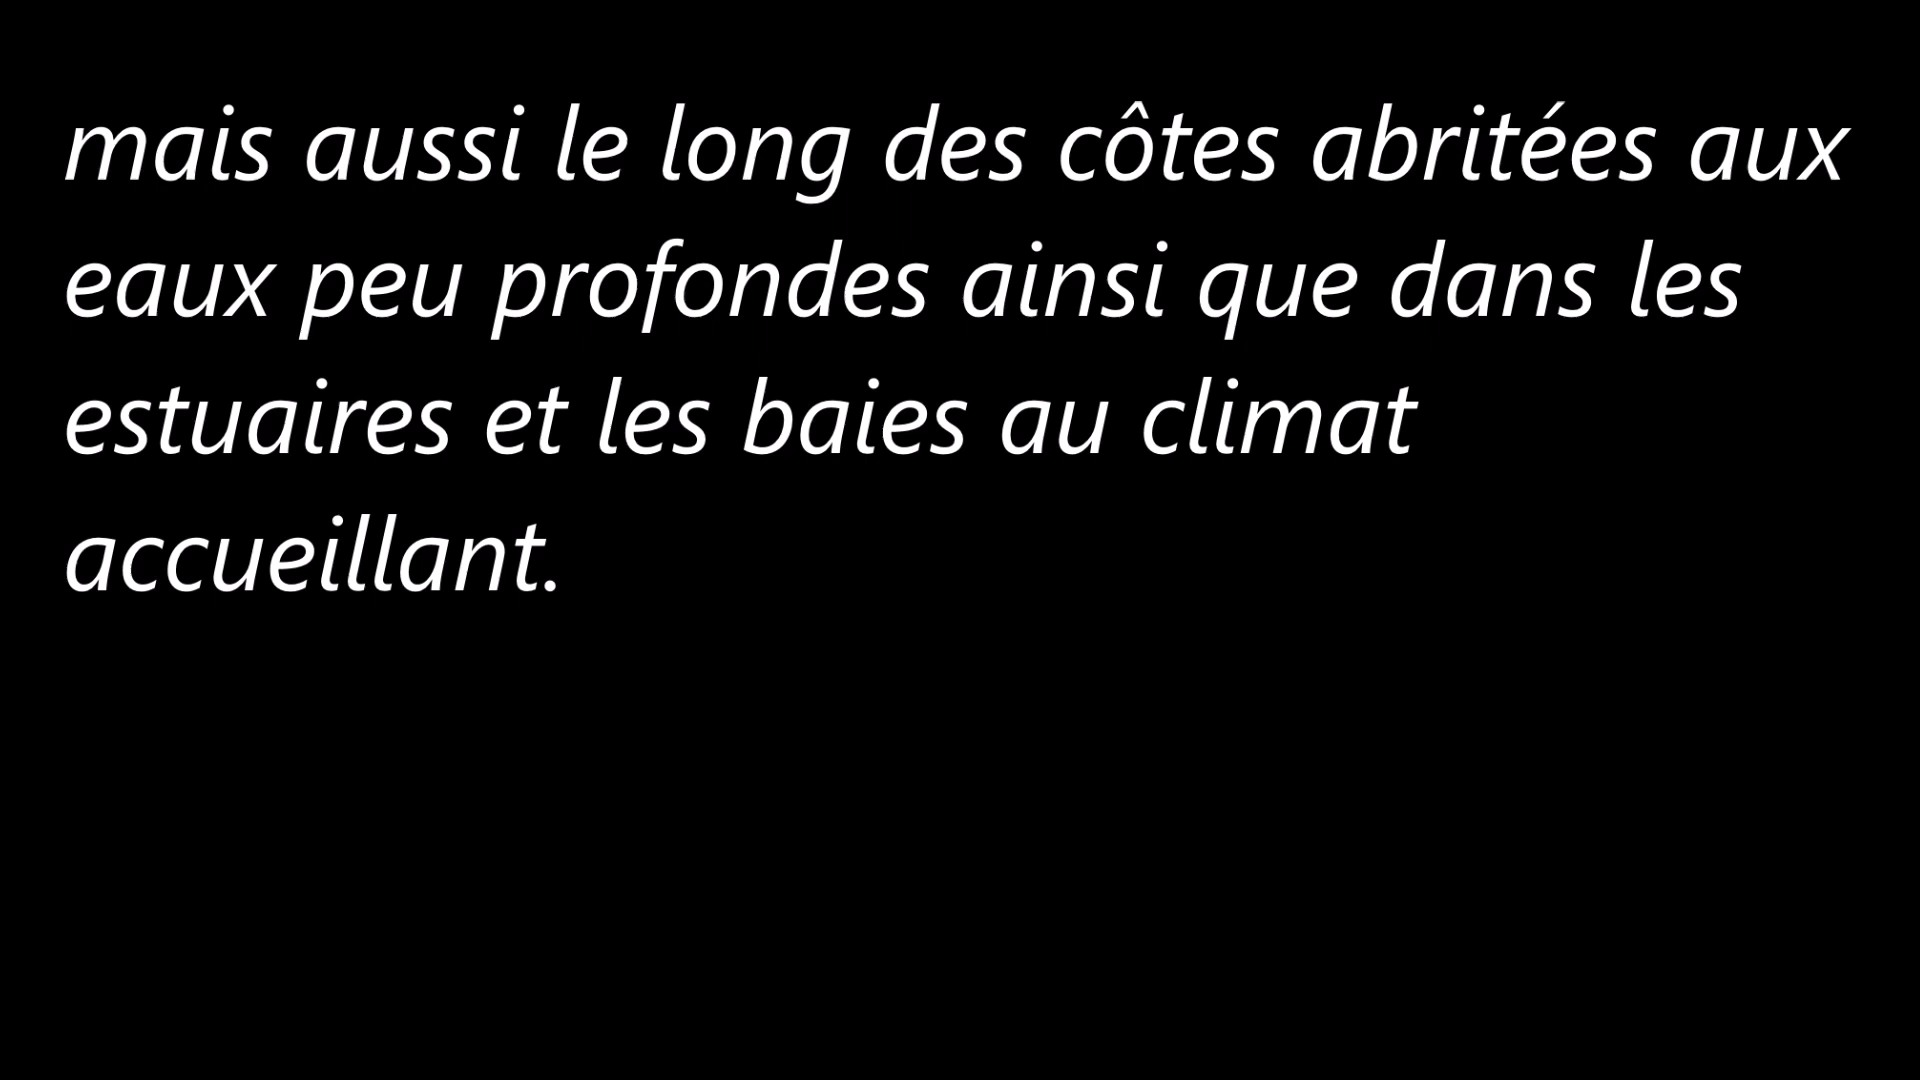 mais aussi le long des côtes abritées aux
eaux peu profondes ainsi que dans les
estuaires et les baies au climat
accueillant.